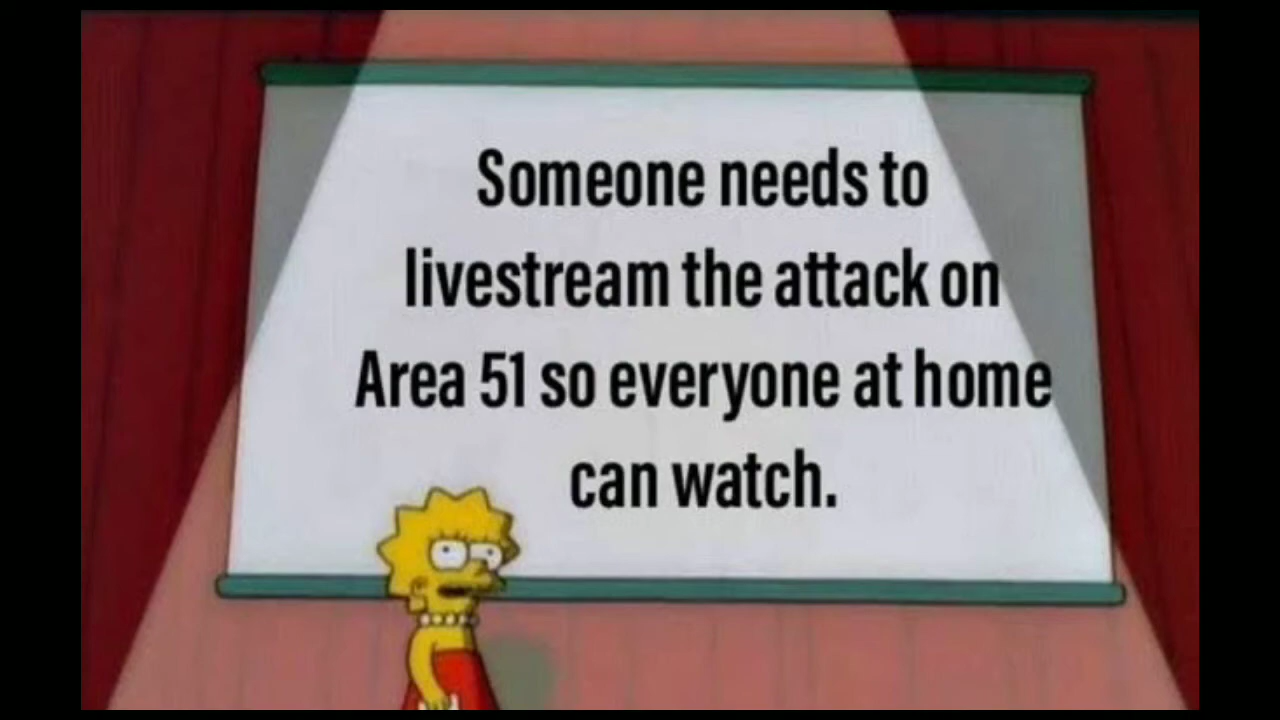 Someone needs to
livestream the attack on
Area 51 so everyone at home
can watch.